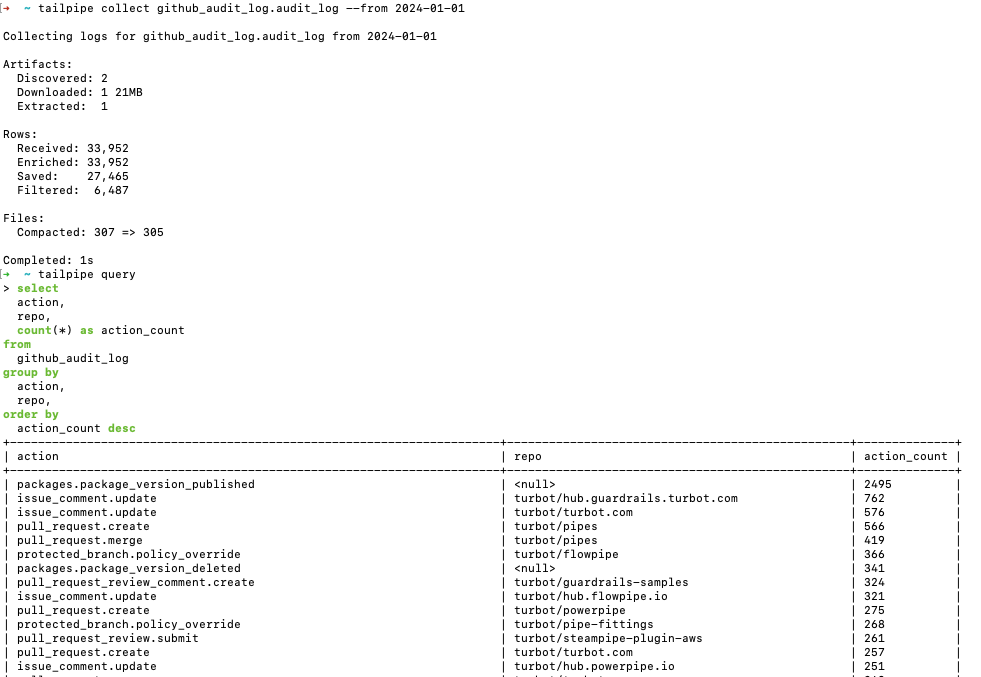 → ~ tailpipe collect github_audit_log.audit_log --from 2024-01-01
Collecting logs for github_audit_log.audit_log from 2024-01-01
Artifacts:
Discovered: 2
Downloaded: 1 21MB
Extracted: 1
Rows:
Received: 33,952
Enriched: 33,952
Saved: 27,465
Filtered: 6,487
Files:
Compacted: 307 => 305
Completed: 1s
→ ~ tailpipe query
> select
action,
repo,
count(*) as action_count
from
github_audit_log
group by
action,
repo,
order by
action_count desc
| action | repo | action_count |
| packages.package_version_published | <null> | 2495 |
| issue_comment.update | turbot/hub.guardrails.turbot.com | 762 |
| issue_comment.update | turbot/turbot.com | 576 |
| pull_request.create | turbot/pipes | 566 |
| pull_request.merge | turbot/pipes | 419 |
| protected_branch.policy_override | turbot/flowpipe | 366 |
| packages.package_version_deleted | <null> | 341 |
| pull_request_review_comment.create | turbot/guardrails-samples | 324 |
| issue_comment.update | turbot/hub.flowpipe.io | 321 |
| pull_request.create | turbot/powerpipe | 275 |
| protected_branch.policy_override | turbot/pipe-fittings | 268 |
| pull_request_review.submit | turbot/steampipe-plugin-aws | 261 |
| pull_request.create | turbot/turbot.com | 257 |
| issue_comment.update | turbot/hub.powerpipe.io | 251 |